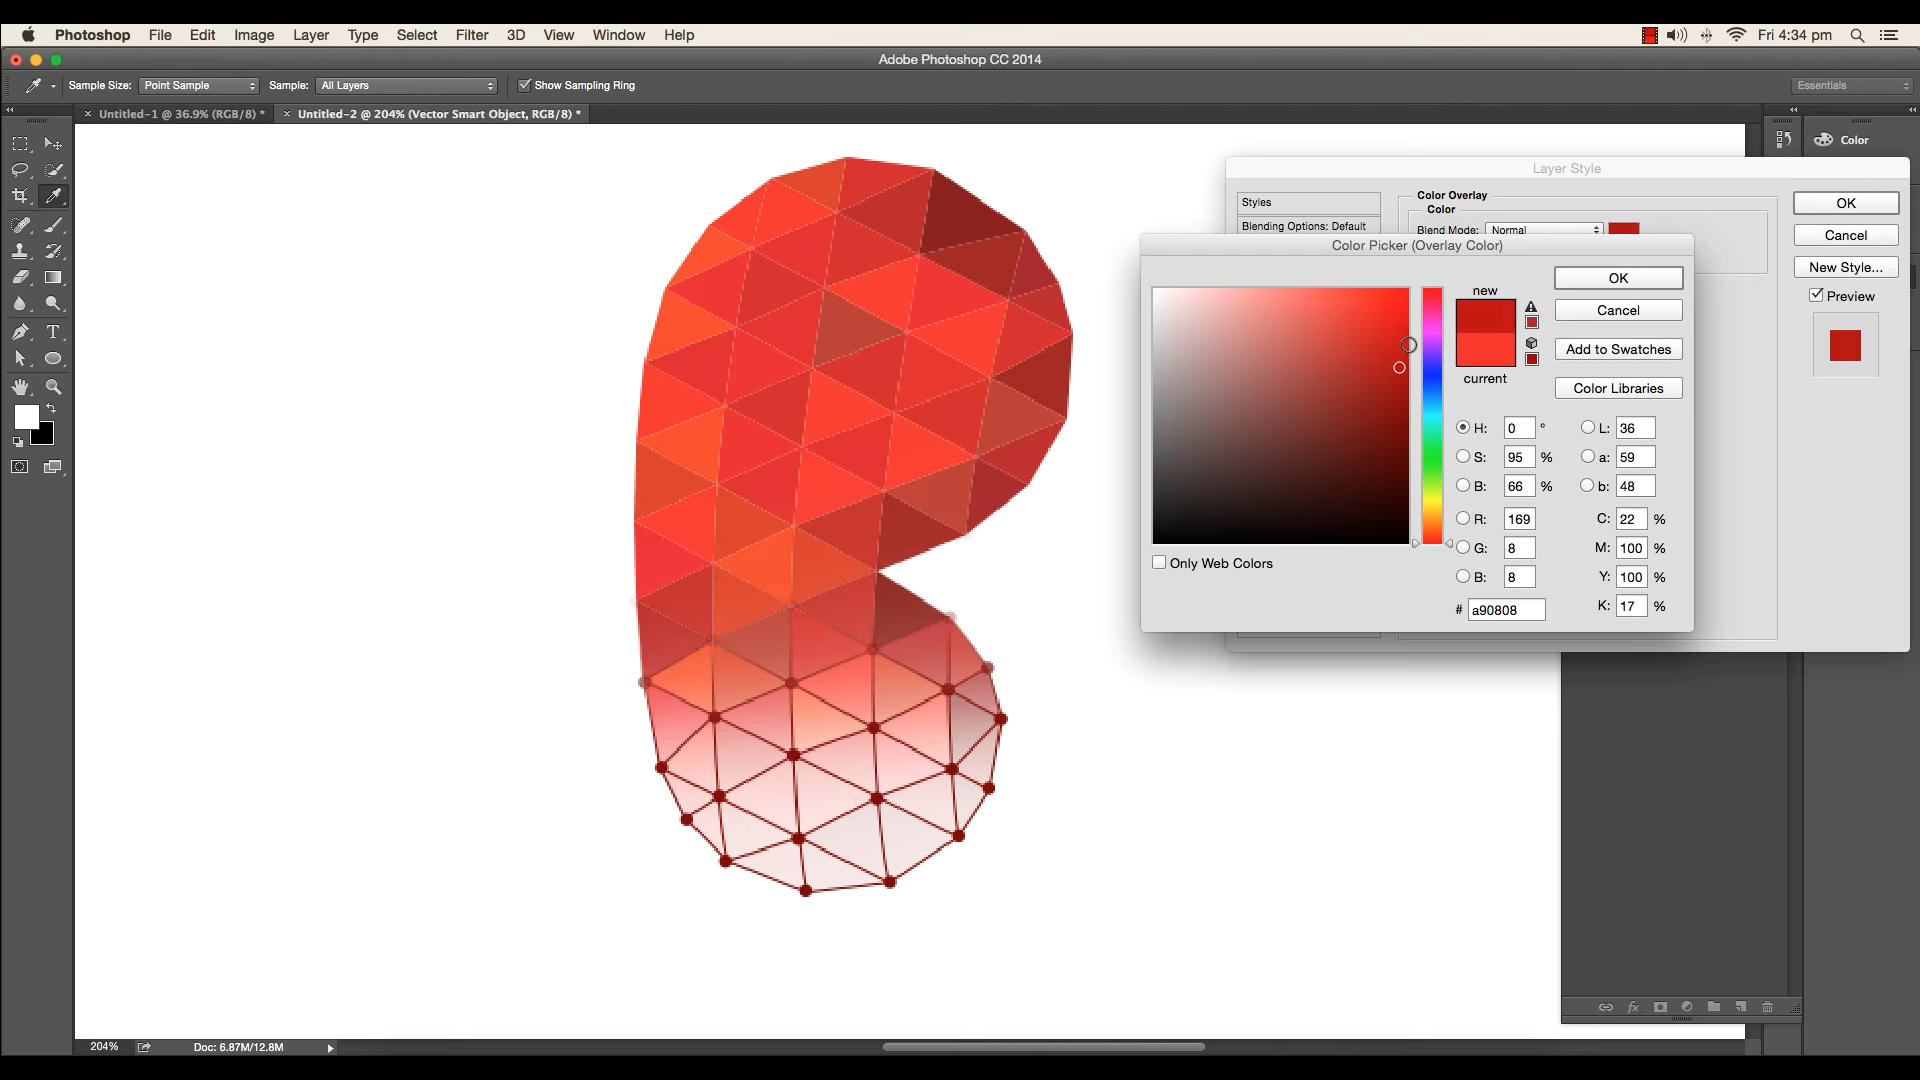 Photoshop File Edit Image Layer Type Select Filter 3D View Window Help Fri 4:34 pm
Adobe Photoshop CC 2014
Sample Size: Point Sample Sample: All Layers Show Sampling Ring Essentials
Untitled-1 @ 36.9% (RGB/8) * Untitled-2 @ 204% (Vector Smart Object, RGB/8) *
Color
Layer Style
Styles
Blending Options: Default
Color Overlay
Color
Blend Mode: Normal
OK
Cancel
New Style...
Preview
Color Picker (Overlay Color)
new
current
OK
Cancel
Add to Swatches
Color Libraries
H: 0 ° L: 36
S: 95 % a: 59
B: 66 % b: 48
R: 169 C: 22 %
G: 8 M: 100 %
B: 8 Y: 100 %
# a90808 K: 17 %
Only Web Colors
fx
204% Doc: 6.87M/12.8M